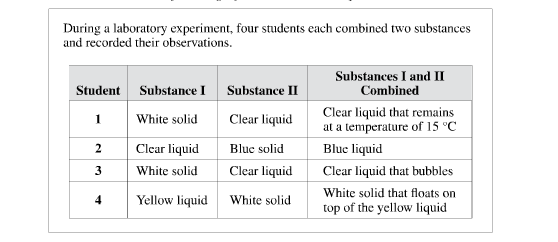 During a laboratory experiment, four students each combined two substances
and recorded their observations.
Student Substance I Substance II Substances I and II Combined
1 White solid Clear liquid Clear liquid that remains at a temperature of 15 °C
2 Clear liquid Blue solid Blue liquid
3 White solid Clear liquid Clear liquid that bubbles
4 Yellow liquid White solid White solid that floats on top of the yellow liquid